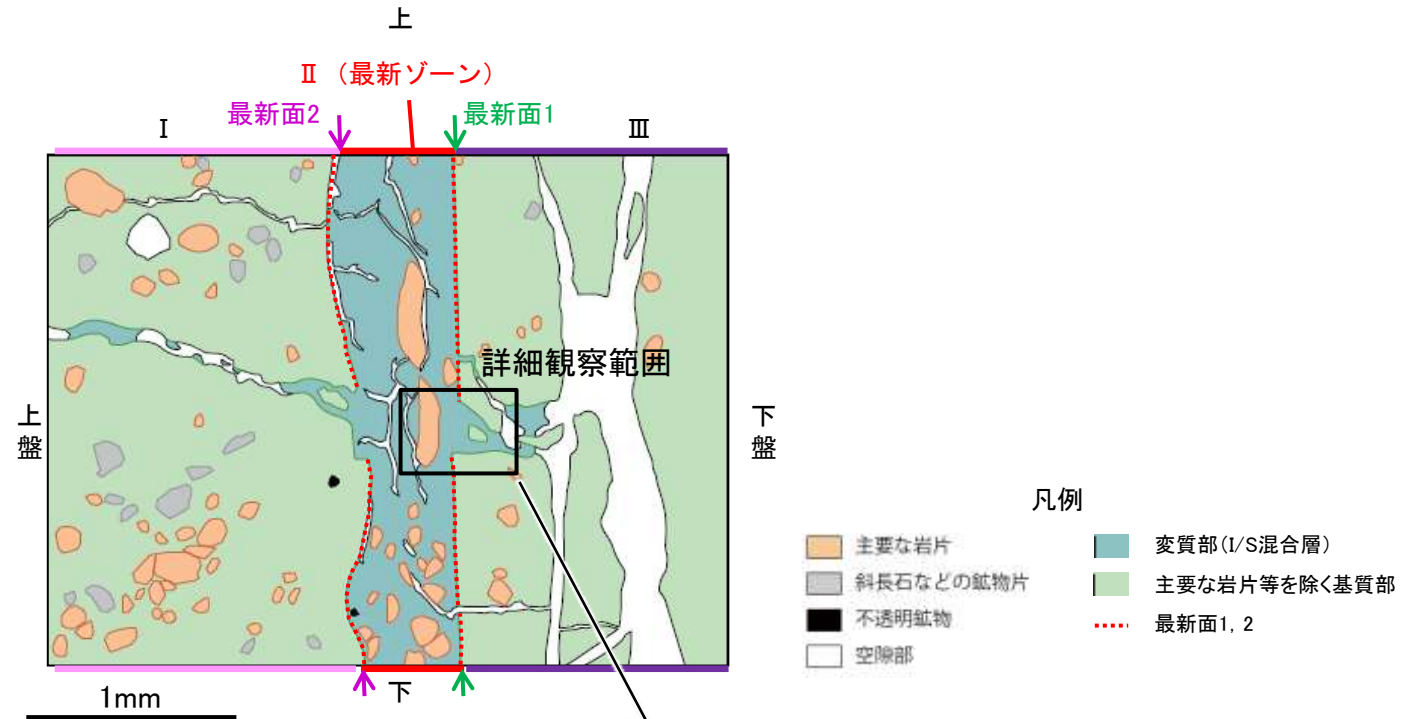 上
Ⅱ（最新ゾーン）
最新面2
最新面1
Ⅰ
Ⅲ
詳細観察範囲
上盤
下盤
下
1mm
凡例
主要な岩片
斜長石などの鉱物片
不透明鉱物
空隙部
変質部(I/S混合層)
主要な岩片等を除く基質部
最新面1, 2